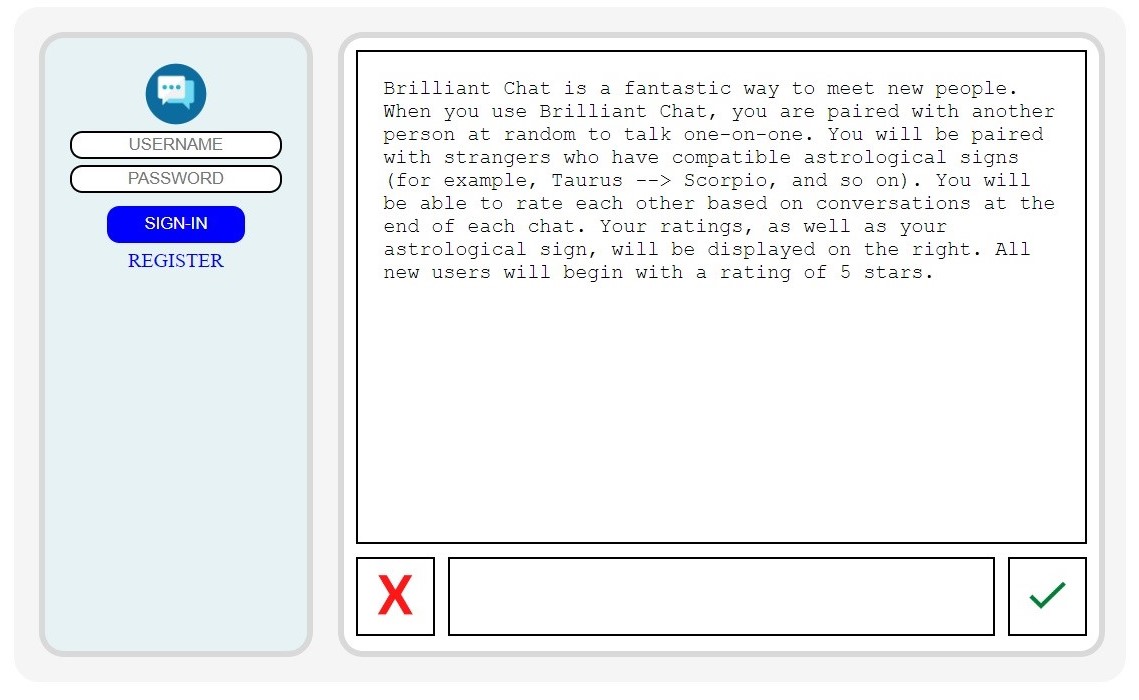 USERNAME
PASSWORD
SIGN-IN
REGISTER
Brilliant Chat is a fantastic way to meet new people.
When you use Brilliant Chat, you are paired with another
person at random to talk one-on-one. You will be paired
with strangers who have compatible astrological signs
(for example, Taurus --> Scorpio, and so on). You will
be able to rate each other based on conversations at the
end of each chat. Your ratings, as well as your
astrological sign, will be displayed on the right. All
new users will begin with a rating of 5 stars.
X